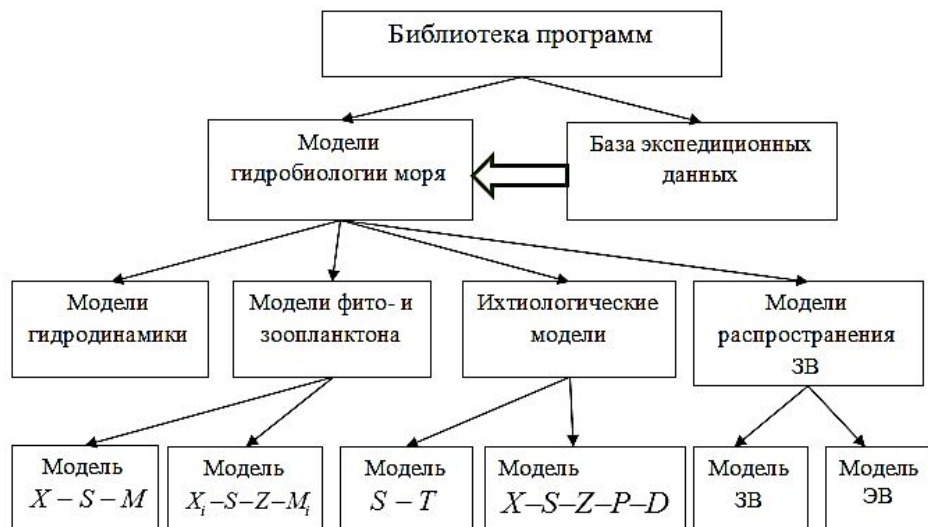 Библиотека программ
Модели
гидробиологии моря
База экспедиционных
данных
Модели
гидродинамики
Модели фито- и
зоопланктона
Ихтиологические
модели
Модели
распространения
ЗВ
Модель
X – S – M
Модель
Xᵢ–S–Z–Mᵢ
Модель
S – T
Модель
X–S–Z–P–D
Модель
ЗВ
Модель
ЭВ